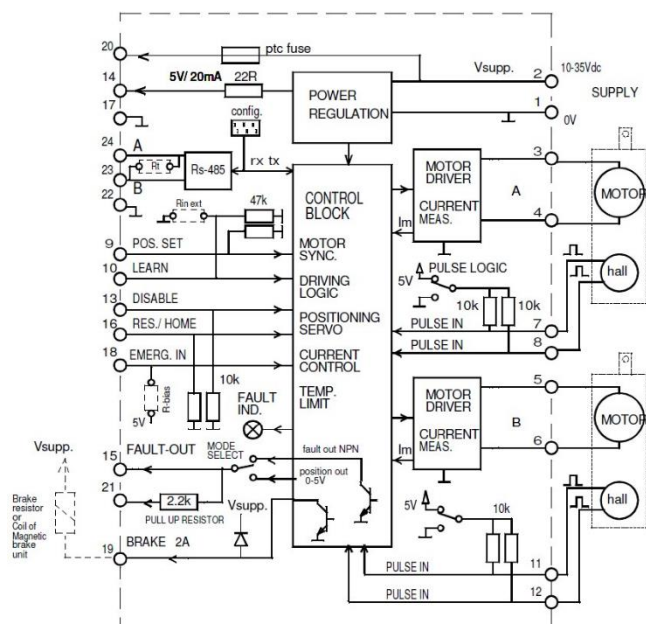 20
ptc fuse
14
5V/ 20mA
22R
Vsupp.
2
10-35Vdc
SUPPLY
17
config.
POWER
REGULATION
1
0V
24
A
Rt
23
B
Rs-485
rx tx
22
Rin ext
47k
CONTROL
BLOCK
MOTOR
SYNC.
DRIVING
LOGIC
POSITIONING
SERVO
CURRENT
CONTROL
TEMP.
LIMIT
MOTOR
DRIVER
CURRENT
MEAS.
A
Im
3
4
MOTOR
9
POS. SET
10
LEARN
13
DISABLE
16
RES./ HOME
18
EMERG. IN
5V
PULSE LOGIC
10k
10k
hall
PULSE IN
7
PULSE IN
8
R-bias
5V
10k
FAULT
IND.
MOTOR
DRIVER
CURRENT
MEAS.
B
Im
5
6
MOTOR
Vsupp.
15
FAULT-OUT
MODE
SELECT
fault out NPN
position out
0-5V
21
2.2k
PULL UP RESISTOR
Vsupp.
5V
10k
hall
Brake
resistor
or
Coil of
Magnetic
brake
unit
19
BRAKE 2A
PULSE IN
11
PULSE IN
12